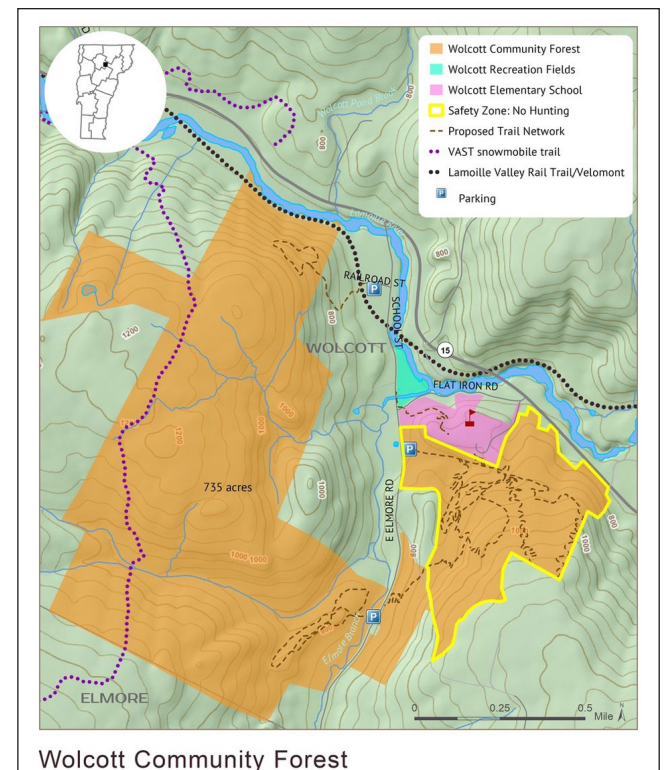 Wolcott Community Forest
Wolcott Recreation Fields
Wolcott Elementary School
Safety Zone: No Hunting
Proposed Trail Network
VAST snowmobile trail
Lamoille Valley Rail Trail/Velomont
P
Parking
Wolcott Pond Brook
800
800
800
Lamoille River
RAILROAD ST
P
SCHOOL ST
800
1200
WOLCOTT
15
FLAT IRON RD
1000
1000
1200
P
735 acres
1000
E ELMORE RD
1000
800
1000
1000 1000
800
P
Elmore Branch
ELMORE
0 0.25 0.5
Mile
N
Wolcott Community Forest